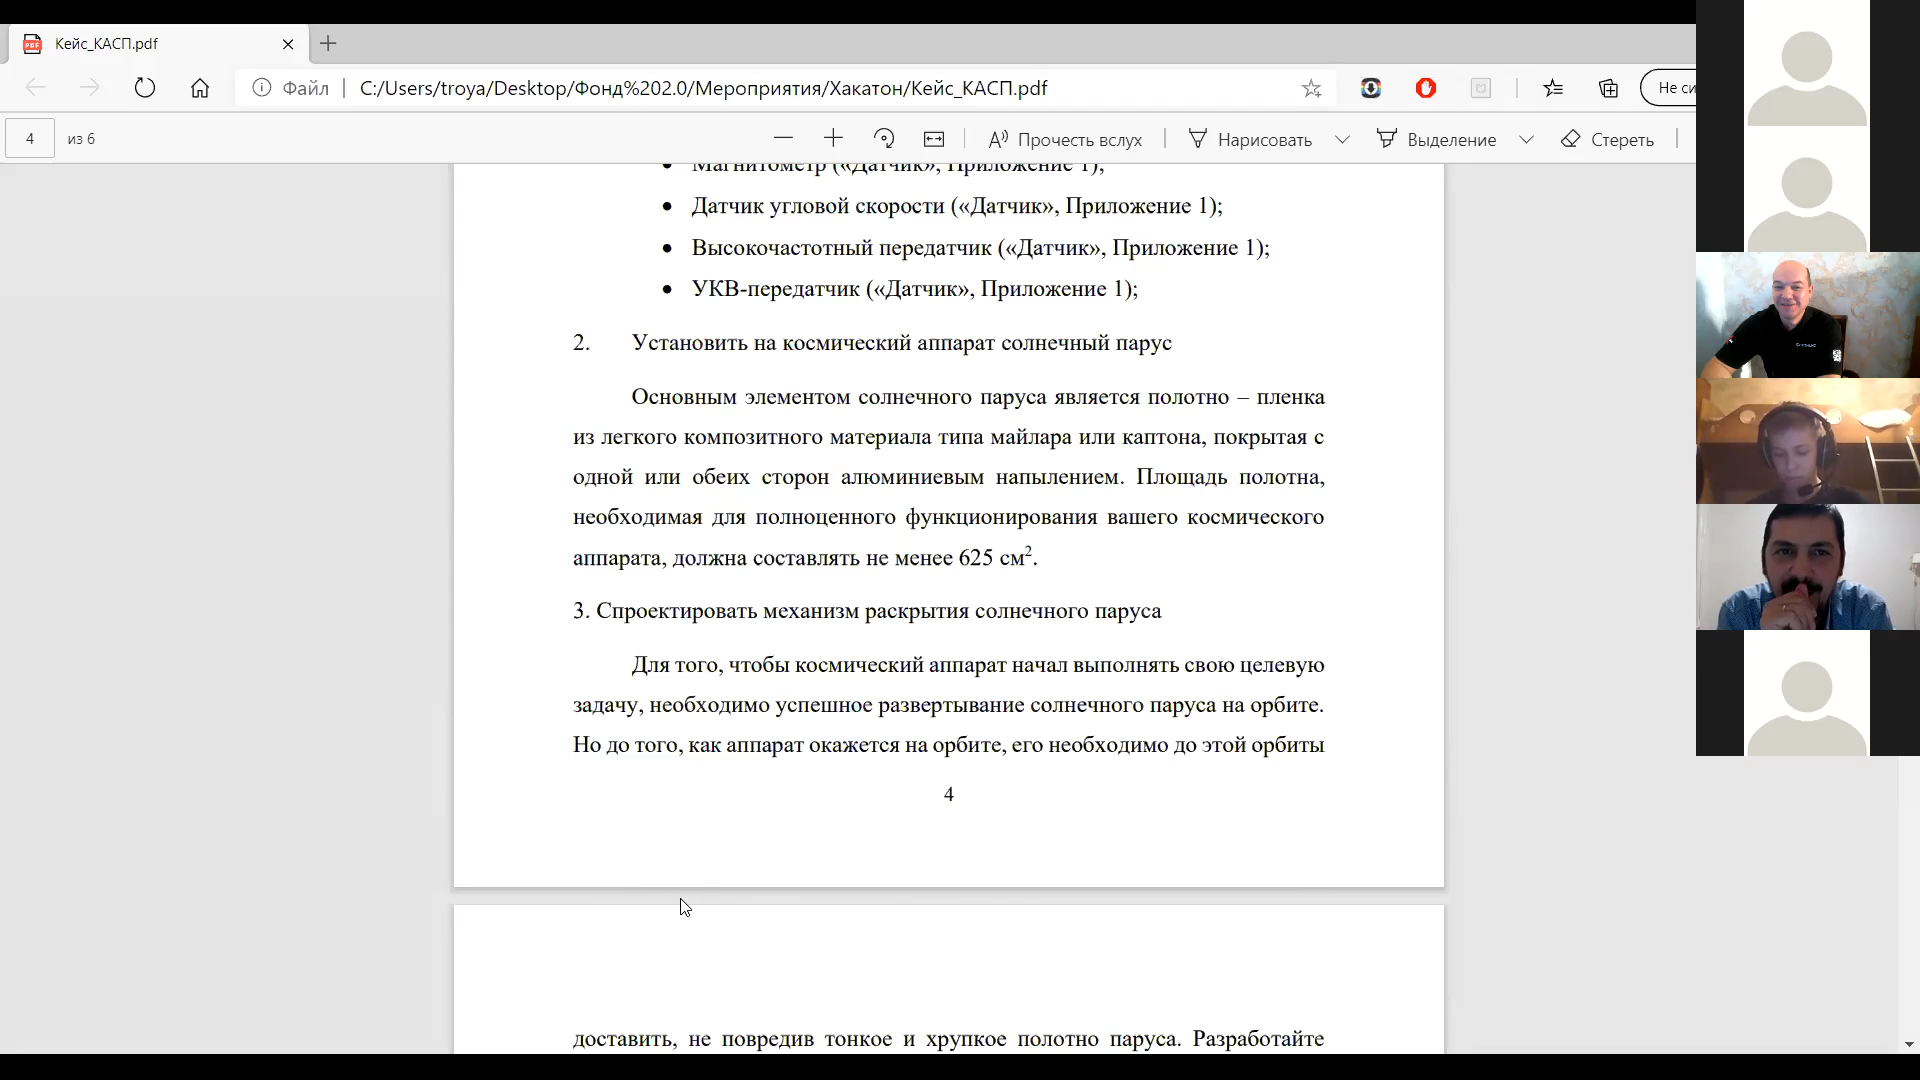 Кейс_КАСП.pdf
Файл
C:/Users/troya/Desktop/Фонд%202.0/Мероприятия/Хакатон/Кейс_КАСП.pdf
Не си
4 из 6
Прочесть вслух
Нарисовать
Выделение
Стереть
• Магнитометр («Датчик», Приложение 1);
• Датчик угловой скорости («Датчик», Приложение 1);
• Высокочастотный передатчик («Датчик», Приложение 1);
• УКВ-передатчик («Датчик», Приложение 1);
2. Установить на космический аппарат солнечный парус
Основным элементом солнечного паруса является полотно – пленка
из легкого композитного материала типа майлара или каптона, покрытая с
одной или обеих сторон алюминиевым напылением. Площадь полотна,
необходимая для полноценного функционирования вашего космического
аппарата, должна составлять не менее 625 см².
3. Спроектировать механизм раскрытия солнечного паруса
Для того, чтобы космический аппарат начал выполнять свою целевую
задачу, необходимо успешное развертывание солнечного паруса на орбите.
Но до того, как аппарат окажется на орбите, его необходимо до этой орбиты
4
доставить, не повредив тонкое и хрупкое полотно паруса. Разработайте